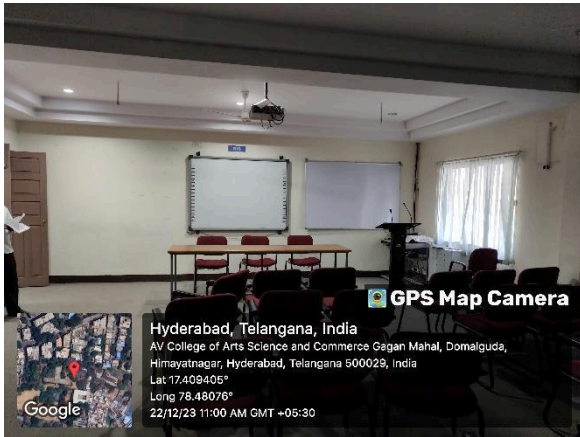 GPS Map Camera
Hyderabad, Telangana, India
AV College of Arts Science and Commerce Gagan Mahal, Domalguda,
Himayatnagar, Hyderabad, Telangana 500029, India
Lat 17.409405°
Long 78.48076°
22/12/23 11:00 AM GMT +05:30
Google